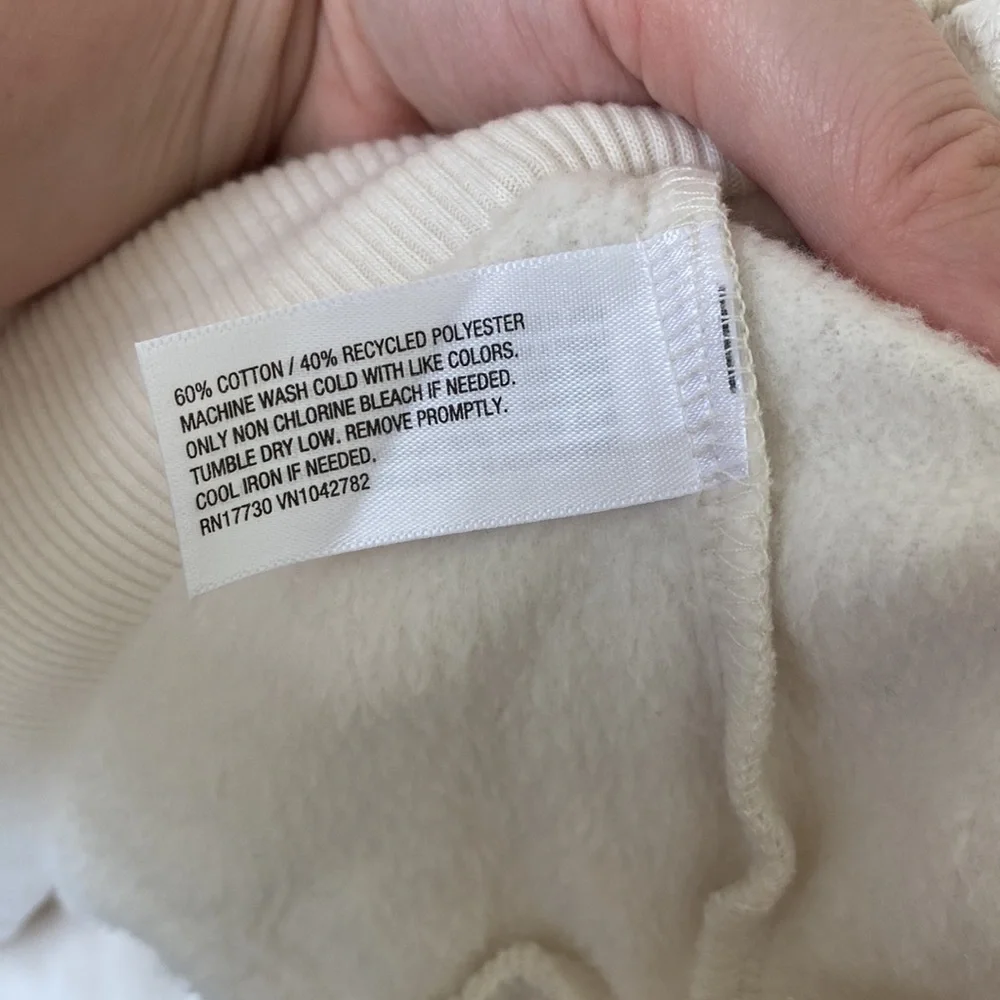 60% COTTON / 40% RECYCLED POLYESTER
MACHINE WASH COLD WITH LIKE COLORS.
ONLY NON CHLORINE BLEACH IF NEEDED.
TUMBLE DRY LOW. REMOVE PROMPTLY.
COOL IRON IF NEEDED.
RN17730 VN1042782